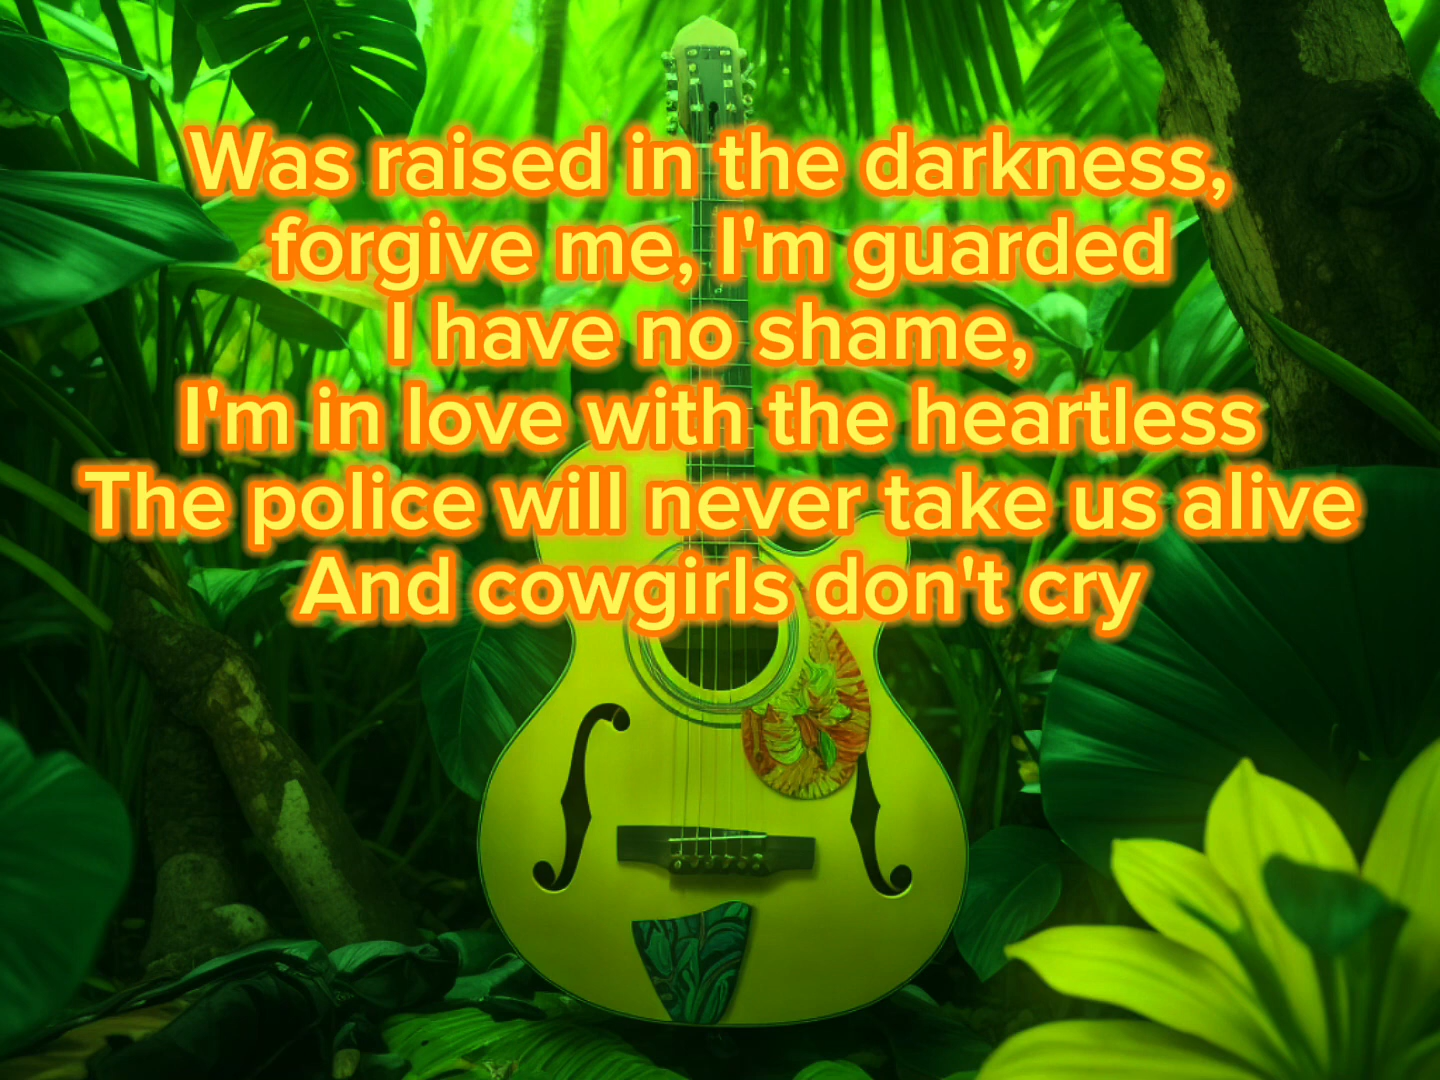 Was raised in the darkness,
forgive me, I'm guarded
I have no shame,
I'm in love with the heartless
The police will never take us alive
And cowgirls don't cry